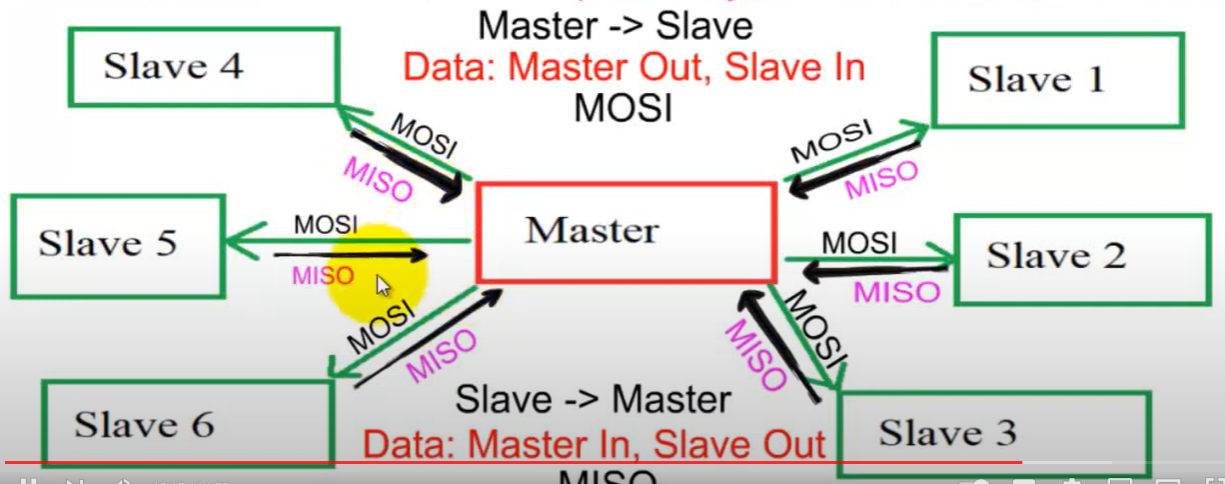 Master -> Slave
Data: Master Out, Slave In
MOSI
Slave 4
MOSI
MISO
Slave 1
MOSI
MISO
Slave 5
MOSI
MISO
Master
Slave 2
MOSI
MISO
Slave 6
MOSI
MISO
Slave 3
MOSI
MISO
Slave -> Master
Data: Master In, Slave Out
MISO